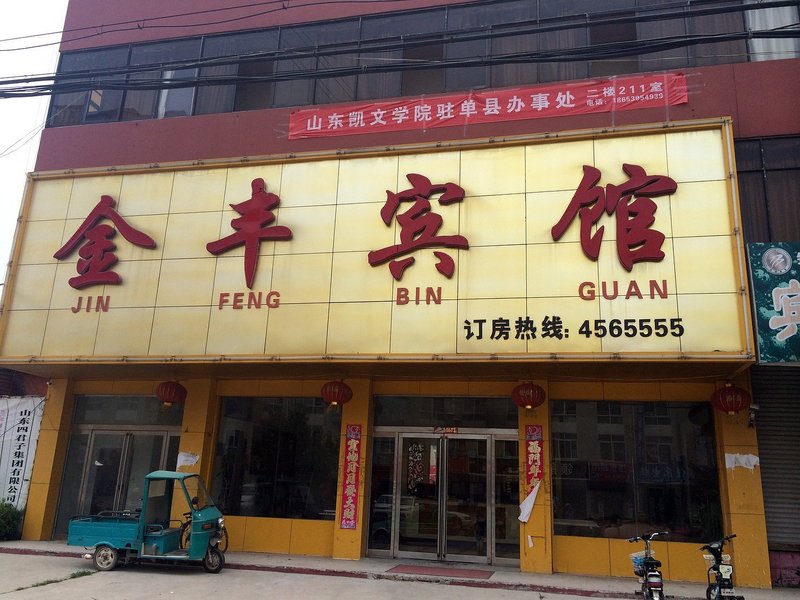 山东凯文学院驻单县办事处 二楼211室
电话：18653954939
金丰宾馆
JIN FENG BIN GUAN
订房热线：4565555
宾
山东四君子集团有限公司